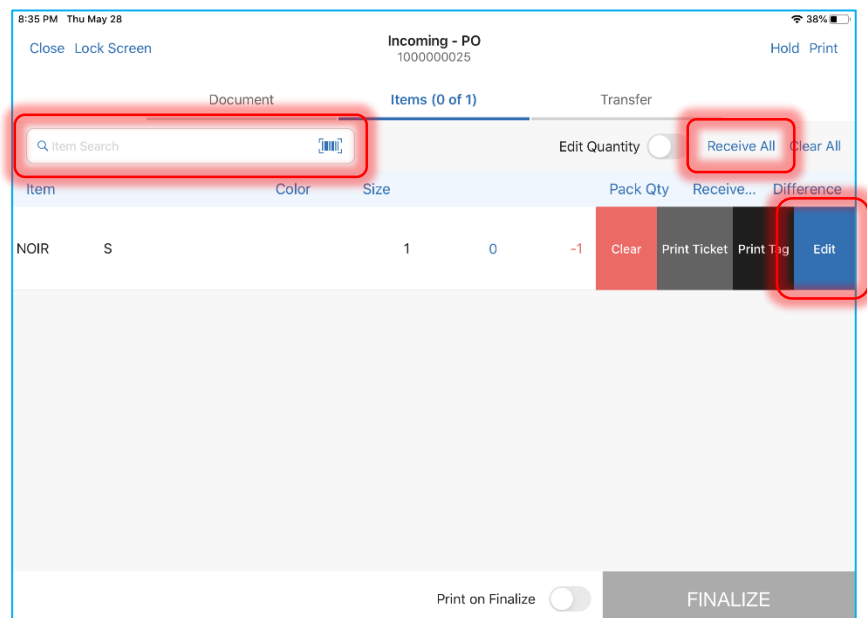 8:35 PM Thu May 28 38%
Close Lock Screen Incoming - PO Hold Print
1000000025
Document Items (0 of 1) Transfer
Item Search Edit Quantity Receive All Clear All
Item Color Size Pack Qty Receive... Difference
NOIR S 1 0 -1 Clear Print Ticket Print Tag Edit
Print on Finalize FINALIZE